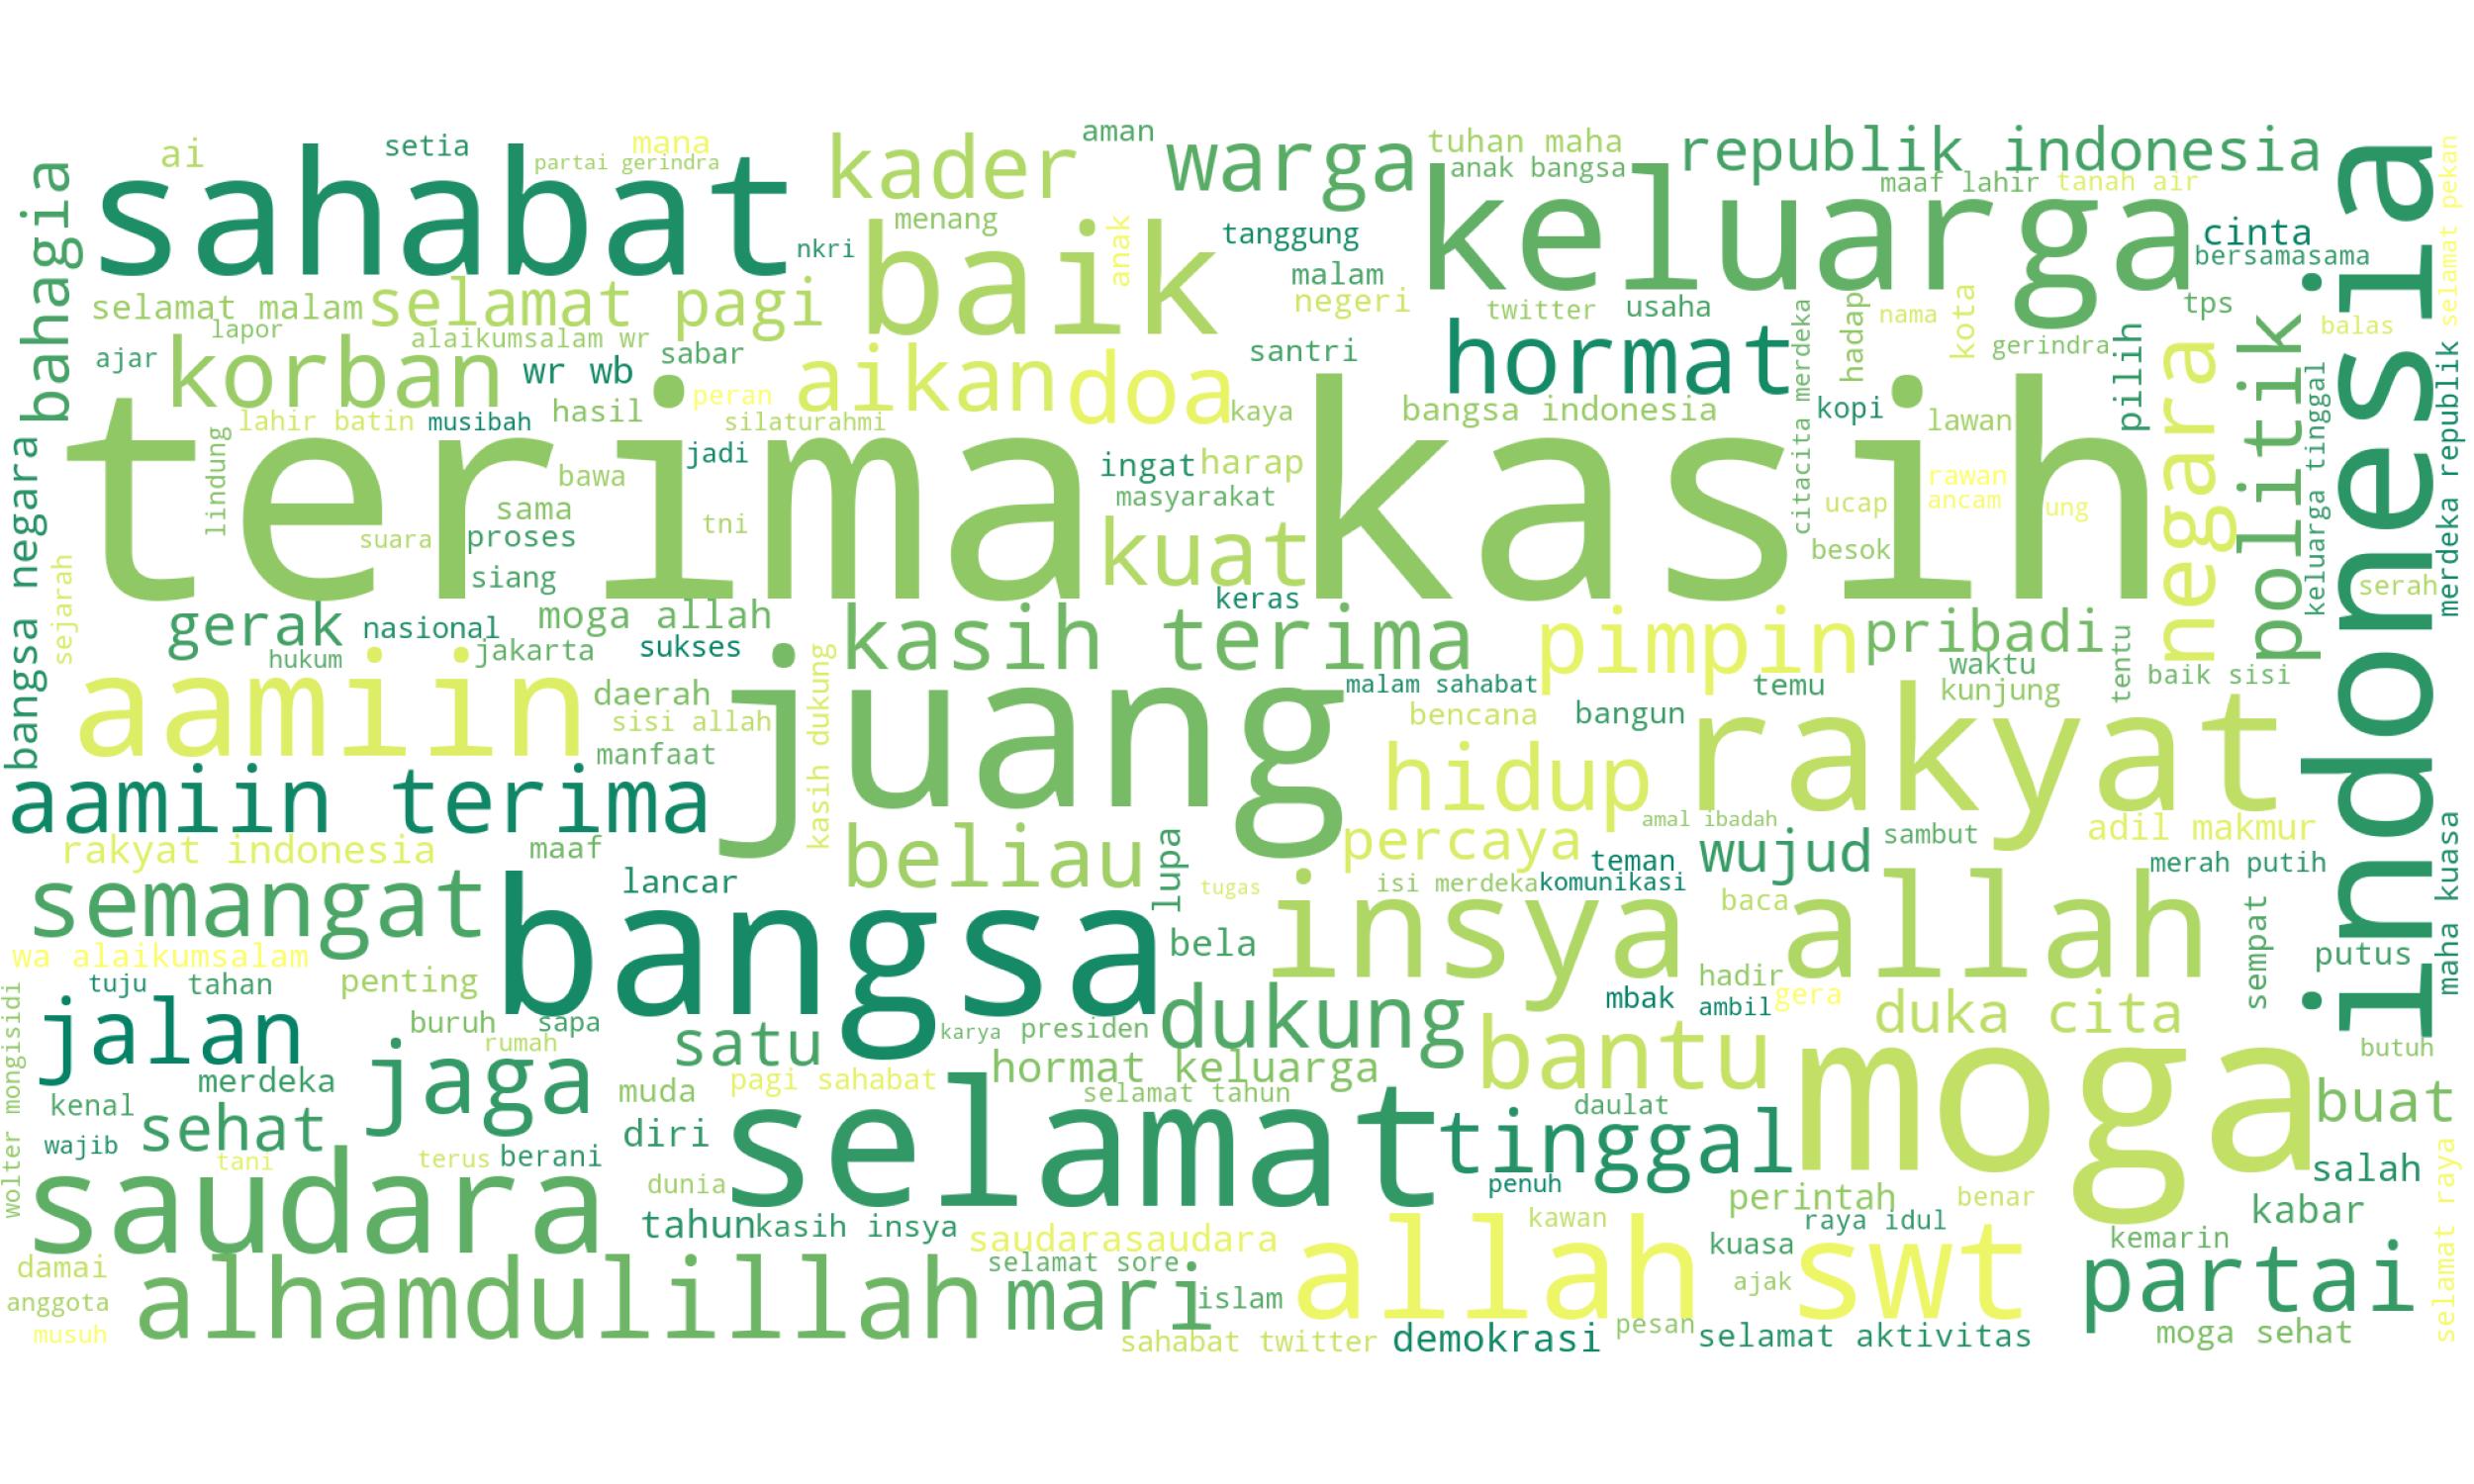 aman
tuhan maha
republik indonesia
ai
setia
mana
partai gerindra
kader
warga
anak bangsa
maaf lahir
tanah air
selamat pekan
bahagia
sahabat
menang
anak
tanggung
keluarga
cinta
bersamasama
indonesia
nkri
baik
malam
negeri
selamat malam
selamat pagi
twitter
usaha
citacita merdeka
hadap
nama
kota
tps
balas
lapor
alaikumsalam wr
gerindra
pilih
politik
ajar
korban
wr wb
sabar
santri
hormat
negara
peran
aikan
doa
kaya
bangsa indonesia
kopi
lawan
keluarga tinggal
merdeka republik
lahir batin
musibah
hasil
silaturahmi
terima kasih
bangsa negara
lindung
jadi
ingat
harap
bawa
masyarakat
rawan
ucap
ancam
ung
sama
tni
suara
proses
kuat
besok
sejarah
siang
keras
serah
gerak
nasional
moga allah
sukses
kasih terima
pimpin
pribadi
hukum
jakarta
waktu
tentu
baik sisi
aamiin
daerah
kasih dukung
juang
malam sahabat
temu
kunjung
sisi allah
bencana
bangun
rakyat
manfaat
hidup
aamiin terima
amal ibadah
rakyat indonesia
maaf
beliau
lupa
percaya
teman
wujud
sambut
adil makmur
maha kuasa
merah putih
semangat
lancar
tugas
isi merdeka
komunikasi
bangsa
insya allah
baca
sempat
wa alaikumsalam
bela
putus
tuju
tahan
penting
hadir
mbak
ambil
gera
wolter mongisidi
jalan
buruh
sapa
satu
karya
presiden
dukung
bantu
duka cita
rumah
butuh
merdeka
jaga
muda
pagi sahabat
hormat keluarga
selamat tahun
moga
kenal
sehat
diri
selamat
daulat
buat
wajib
tinggal
tani
terus
berani
salah
selamat raya
saudara
dunia
penuh
perintah
benar
tahun
kasih insya
saudarasaudara
kawan
raya idul
kabar
damai
selamat sore
allah swt
kuasa
kemarin
anggota
alhamdulillah
mari
islam
ajak
partai
musuh
sahabat twitter
demokrasi
pesan
selamat aktivitas
moga sehat